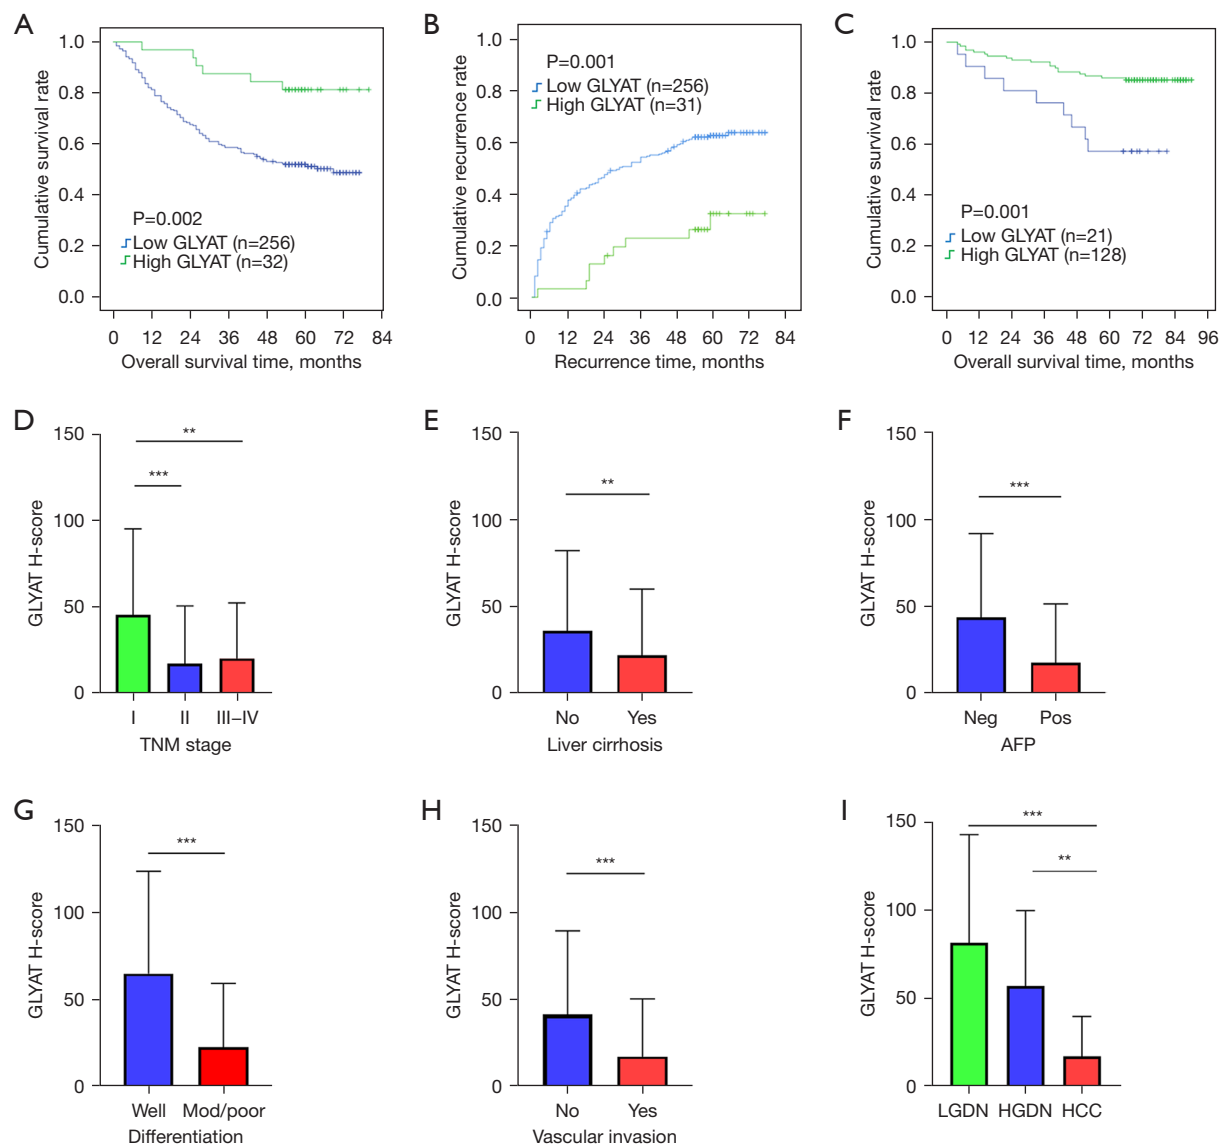 A
1.0
0.8
0.6
0.4
0.2
0.0
Cumulative survival rate
P=0.002
Low GLYAT (n=256)
High GLYAT (n=32)
0 12 24 36 48 60 72 84
Overall survival time, months
B
1.0
0.8
0.6
0.4
0.2
0.0
Cumulative recurrence rate
P=0.001
Low GLYAT (n=256)
High GLYAT (n=31)
0 12 24 36 48 60 72 84
Recurrence time, months
C
1.0
0.8
0.6
0.4
0.2
0.0
Cumulative survival rate
P=0.001
Low GLYAT (n=21)
High GLYAT (n=128)
0 12 24 36 48 60 72 84 96
Overall survival time, months
D
150
100
50
0
GLYAT H-score
**
***
I II III–IV
TNM stage
E
150
100
50
0
GLYAT H-score
**
No Yes
Liver cirrhosis
F
150
100
50
0
GLYAT H-score
***
Neg Pos
AFP
G
150
100
50
0
GLYAT H-score
***
Well Mod/poor
Differentiation
H
150
100
50
0
GLYAT H-score
***
No Yes
Vascular invasion
I
150
100
50
0
GLYAT H-score
***
**
LGDN HGDN HCC